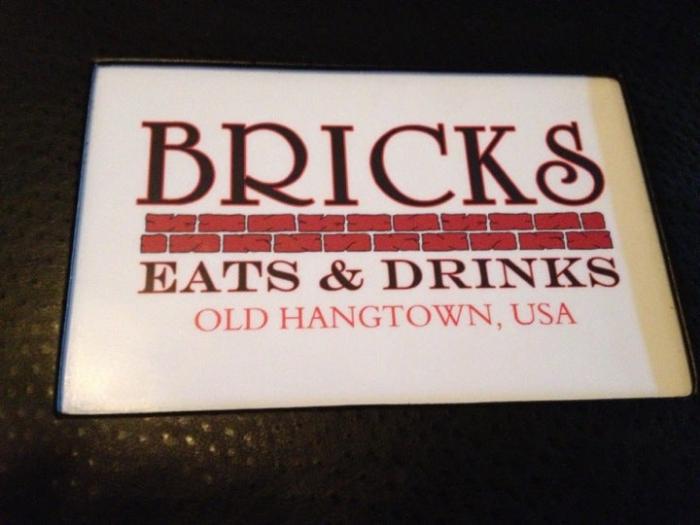 BRICKS
EATS & DRINKS
OLD HANGTOWN, USA